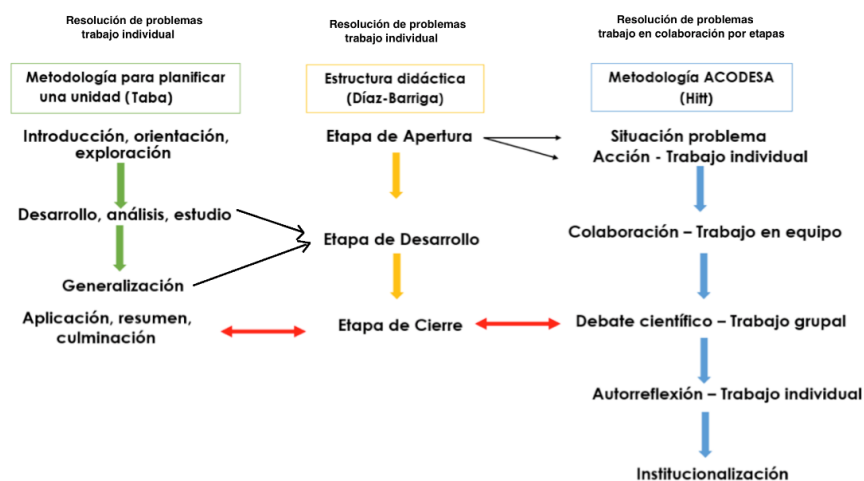 Resolución de problemas
trabajo individual
Metodología para planificar
una unidad (Taba)
Introducción, orientación,
exploración
Desarrollo, análisis, estudio
Generalización
Aplicación, resumen,
culminación
Resolución de problemas
trabajo individual
Estructura didáctica
(Díaz-Barriga)
Etapa de Apertura
Etapa de Desarrollo
Etapa de Cierre
Resolución de problemas
trabajo en colaboración por etapas
Metodología ACODESA
(Hitt)
Situación problema
Acción - Trabajo individual
Colaboración – Trabajo en equipo
Debate científico – Trabajo grupal
Autorreflexión – Trabajo individual
Institucionalización